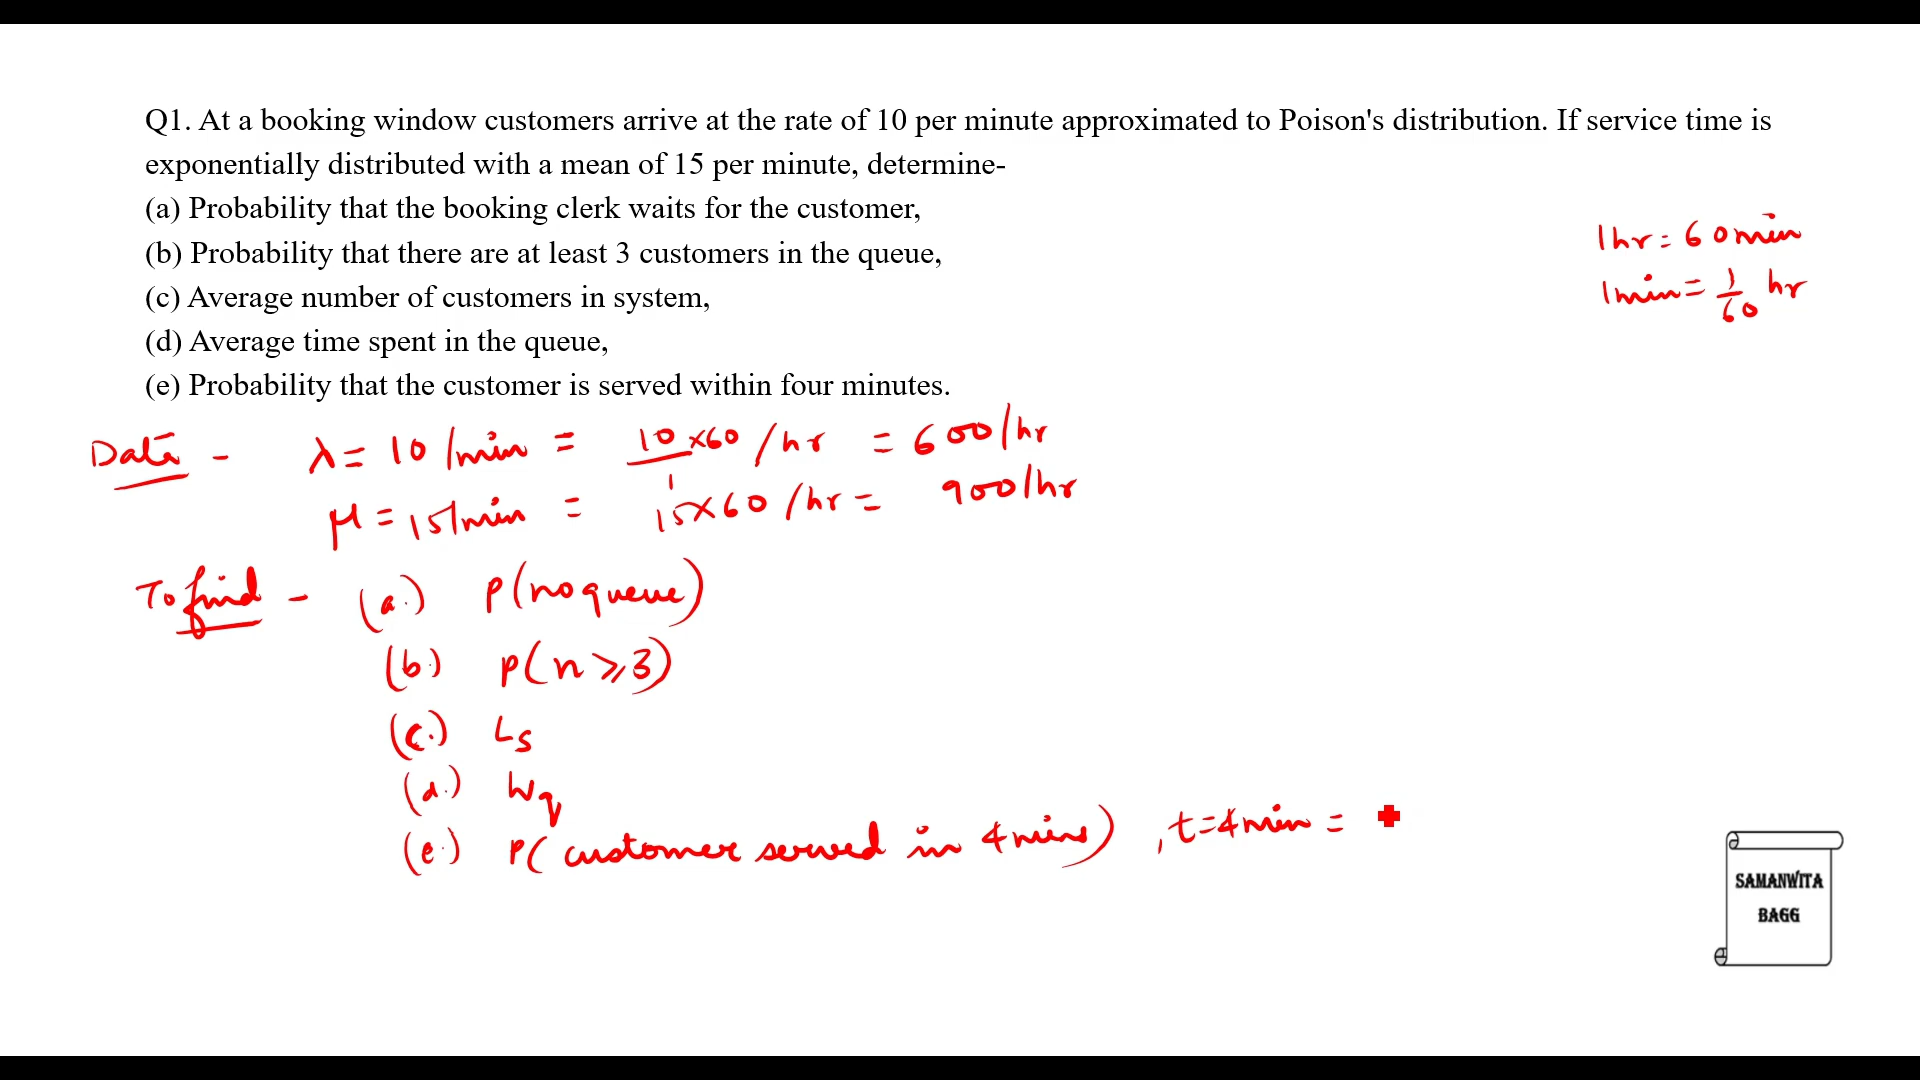 Q1. At a booking window customers arrive at the rate of 10 per minute approximated to Poison's distribution. If service time is
exponentially distributed with a mean of 15 per minute, determine-
(a) Probability that the booking clerk waits for the customer,
(b) Probability that there are at least 3 customers in the queue,
(c) Average number of customers in system,
(d) Average time spent in the queue,
(e) Probability that the customer is served within four minutes.
1hr = 60min
1min = 1/60 hr
Data - λ = 10 /min = 10×60/1 /hr = 600/hr
μ = 15/min = 15×60 /hr = 900/hr
To find - (a.) P(no queue)
(b.) P(n ⩾ 3)
(c.) Ls
(d.) Wq
(e.) P( customer served in 4 mins) , t=4min =
SAMANWITA
BAGG